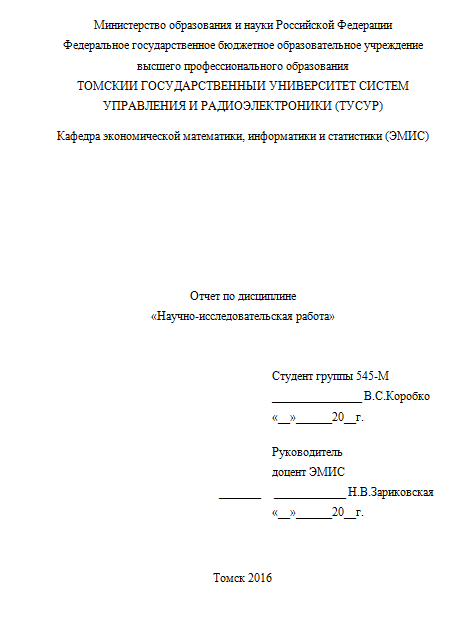 Министерство образования и науки Российской Федерации
Федеральное государственное бюджетное образовательное учреждение
высшего профессионального образования
ТОМСКИИ ГОСУДАРСТВЕННЫИ УНИВЕРСИТЕТ СИСТЕМ
УПРАВЛЕНИЯ И РАДИОЭЛЕКТРОНИКИ (ТУСУР)
Кафедра экономической математики, информатики и статистики (ЭМИС)
Отчет по дисциплине
«Научно-исследовательская работа»
Студент группы 545-М
_______________ В.С.Коробко
«__»______20__г.
Руководитель
доцент ЭМИС
_______ ____________ Н.В.Зариковская
«__»______20__г.
Томск 2016